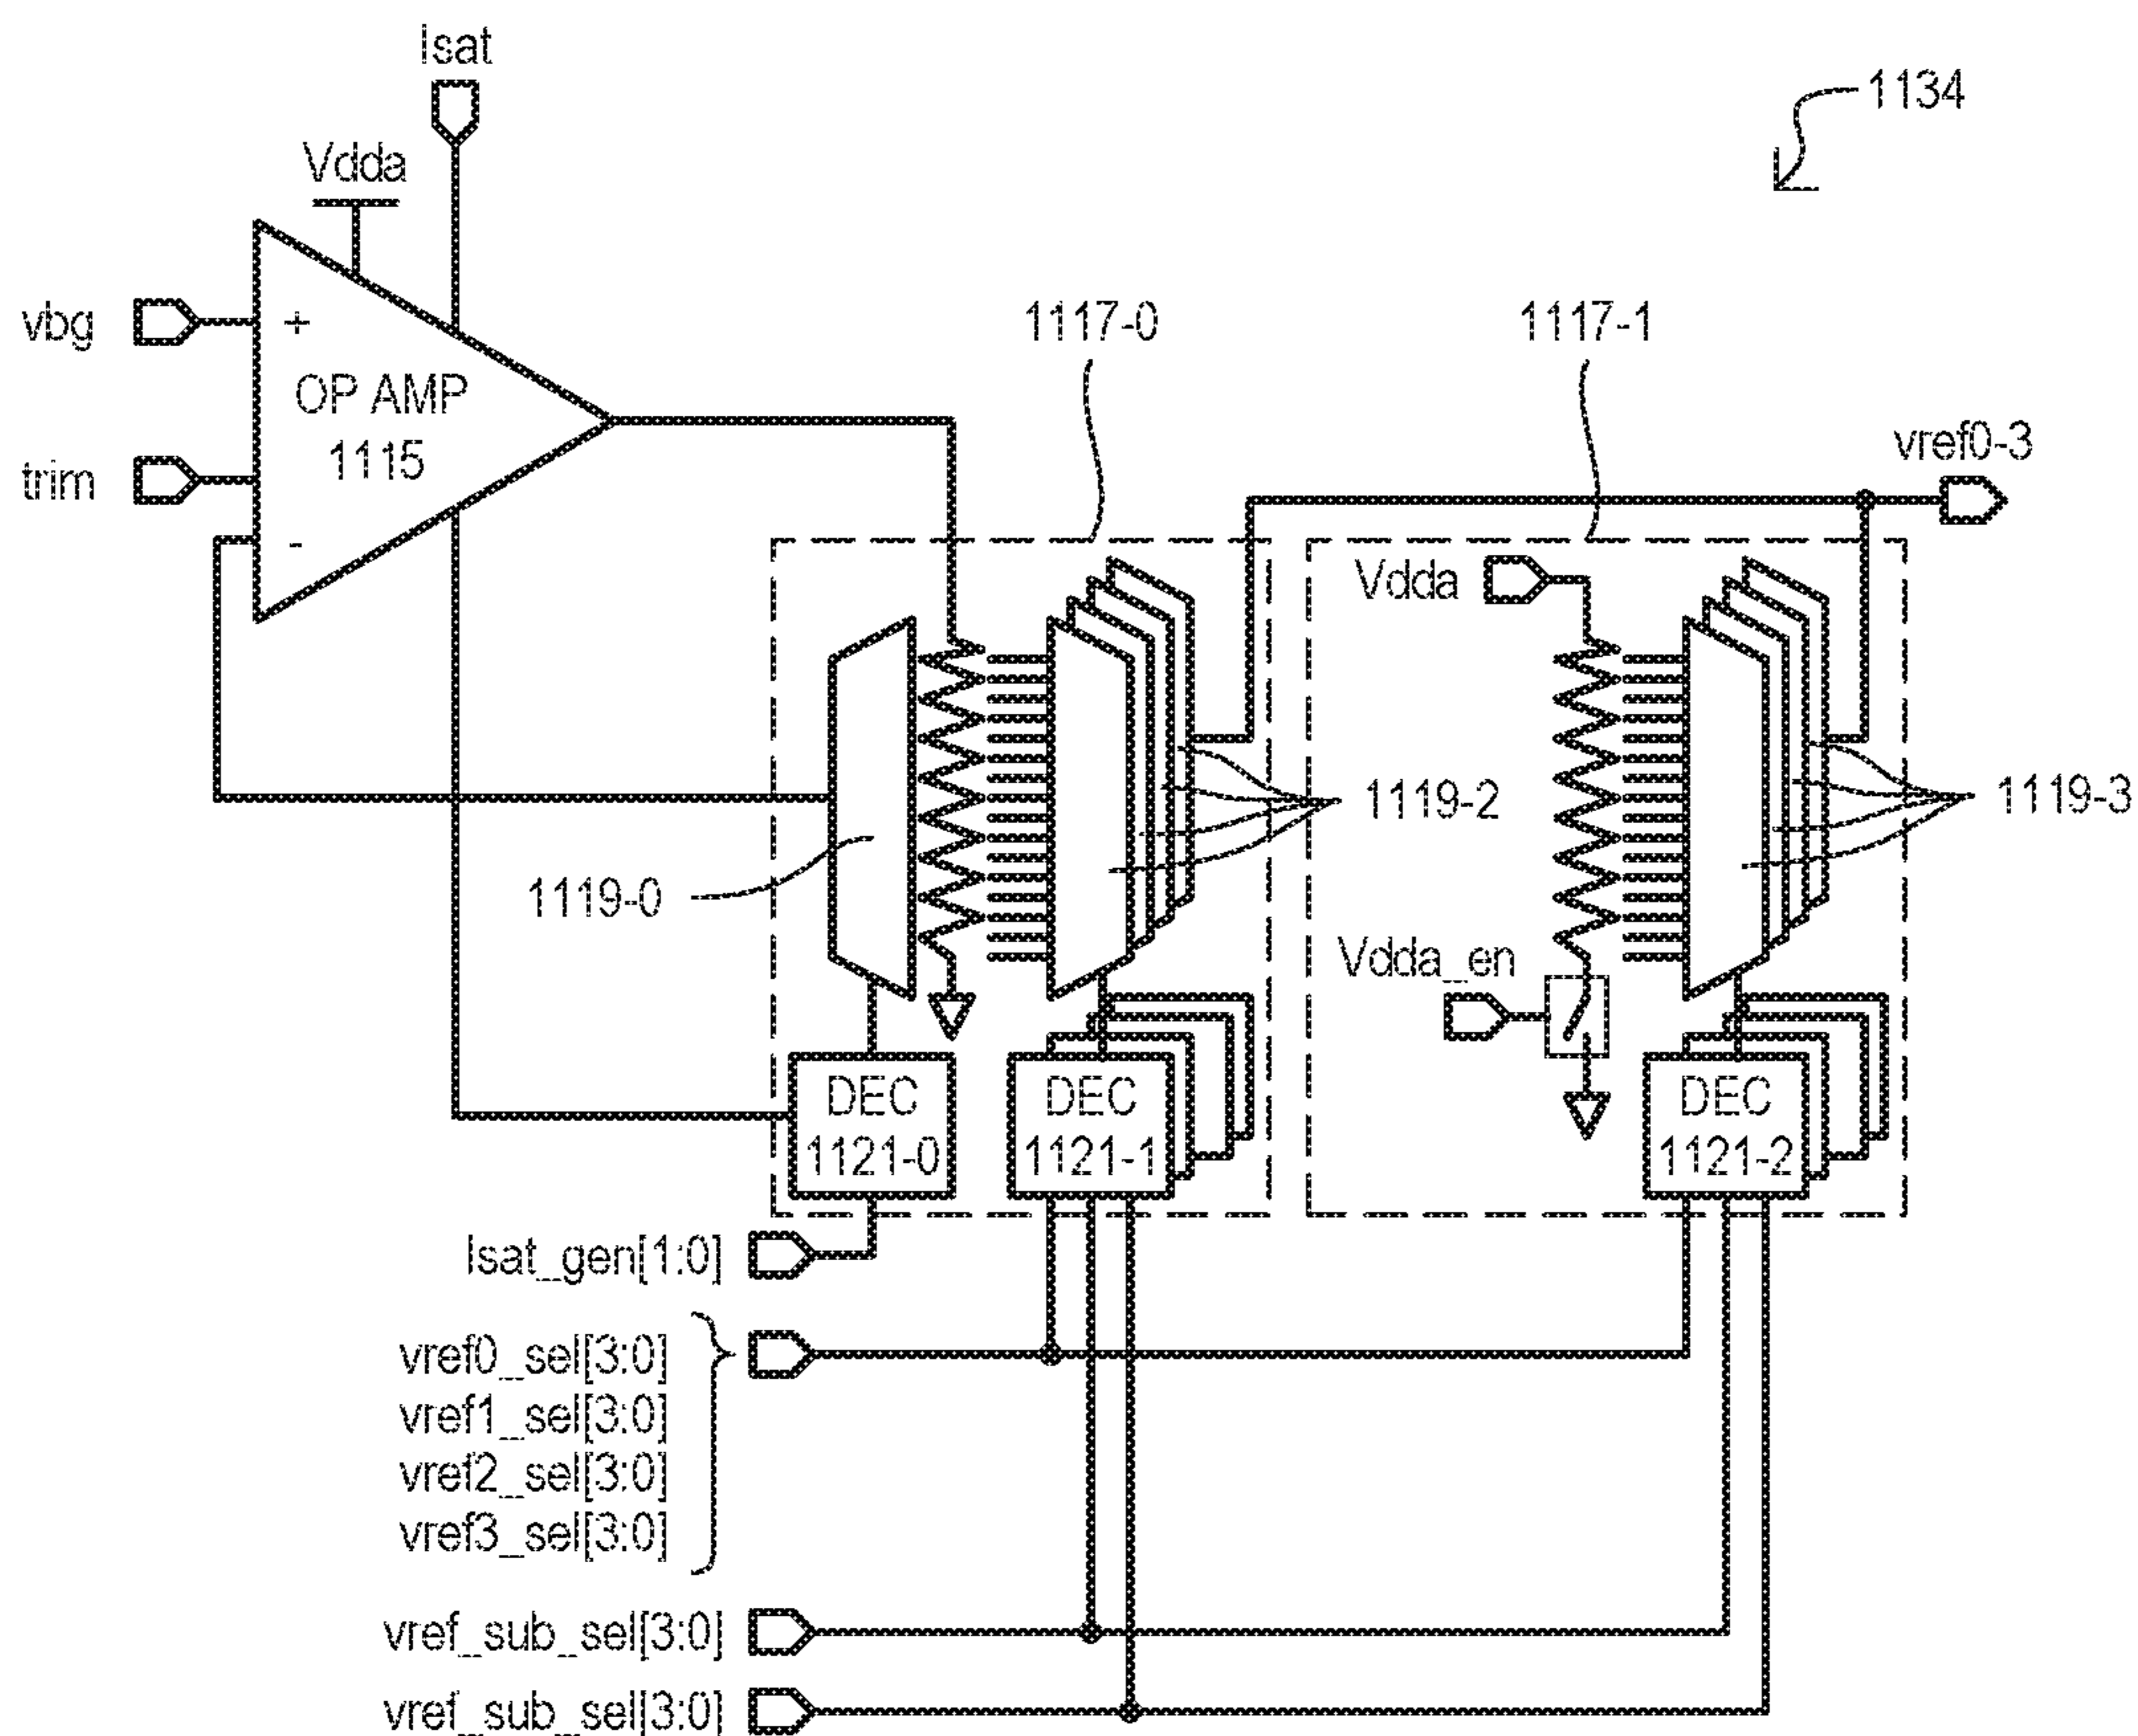 Isat
1134
Vdda
vbg
+
1117-0
1117-1
OP AMP
1115
vref0-3
trim
-
Vdda
1119-2
1119-3
1119-0
Vdda_en
DEC
1121-0
DEC
1121-1
DEC
1121-2
Isat_gen[1:0]
vref0_sel[3:0]
vref1_sel[3:0]
vref2_sel[3:0]
vref3_sel[3:0]
vref_sub_sel[3:0]
vref_sub_sel[3:0]